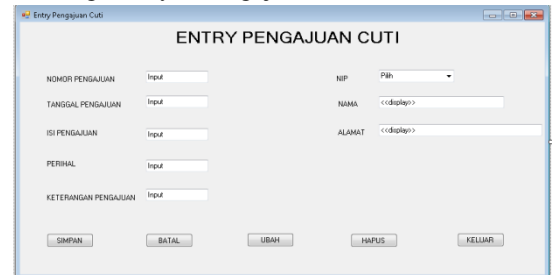 Entry Pengajuan Cuti
ENTRY PENGAJUAN CUTI
NOMOR PENGAJUAN Input NIP Pilih
TANGGAL PENGAJUAN Input NAMA <<display>>
ISI PENGAJUAN Input ALAMAT <<display>>
PERIHAL Input
KETERANGAN PENGAJUAN Input
SIMPAN BATAL UBAH HAPUS KELUAR